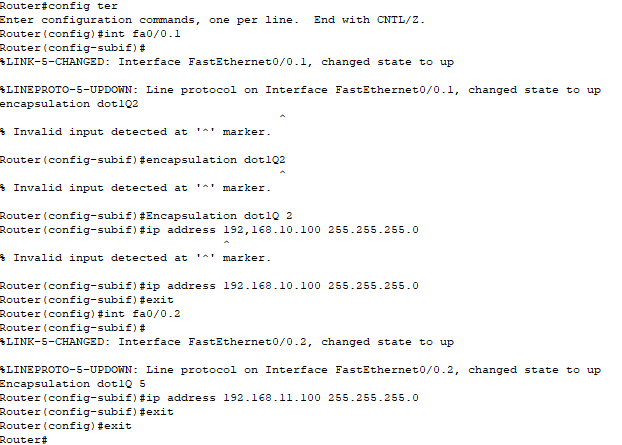 Router#config ter
Enter configuration commands, one per line.  End with CNTL/Z.
Router(config)#int fa0/0.1
Router(config-subif)#
%LINK-5-CHANGED: Interface FastEthernet0/0.1, changed state to up
%LINEPROTO-5-UPDOWN: Line protocol on Interface FastEthernet0/0.1, changed state to up
encapsulation dot1Q2
^
% Invalid input detected at '^' marker.
Router(config-subif)#encapsulation dot1Q2
^
% Invalid input detected at '^' marker.
Router(config-subif)#Encapsulation dot1Q 2
Router(config-subif)#ip address 192,168.10.100 255.255.255.0
^
% Invalid input detected at '^' marker.
Router(config-subif)#ip address 192.168.10.100 255.255.255.0
Router(config-subif)#exit
Router(config)#int fa0/0.2
Router(config-subif)#
%LINK-5-CHANGED: Interface FastEthernet0/0.2, changed state to up
%LINEPROTO-5-UPDOWN: Line protocol on Interface FastEthernet0/0.2, changed state to up
Encapsulation dot1Q 5
Router(config-subif)#ip address 192.168.11.100 255.255.255.0
Router(config-subif)#exit
Router(config)#exit
Router#